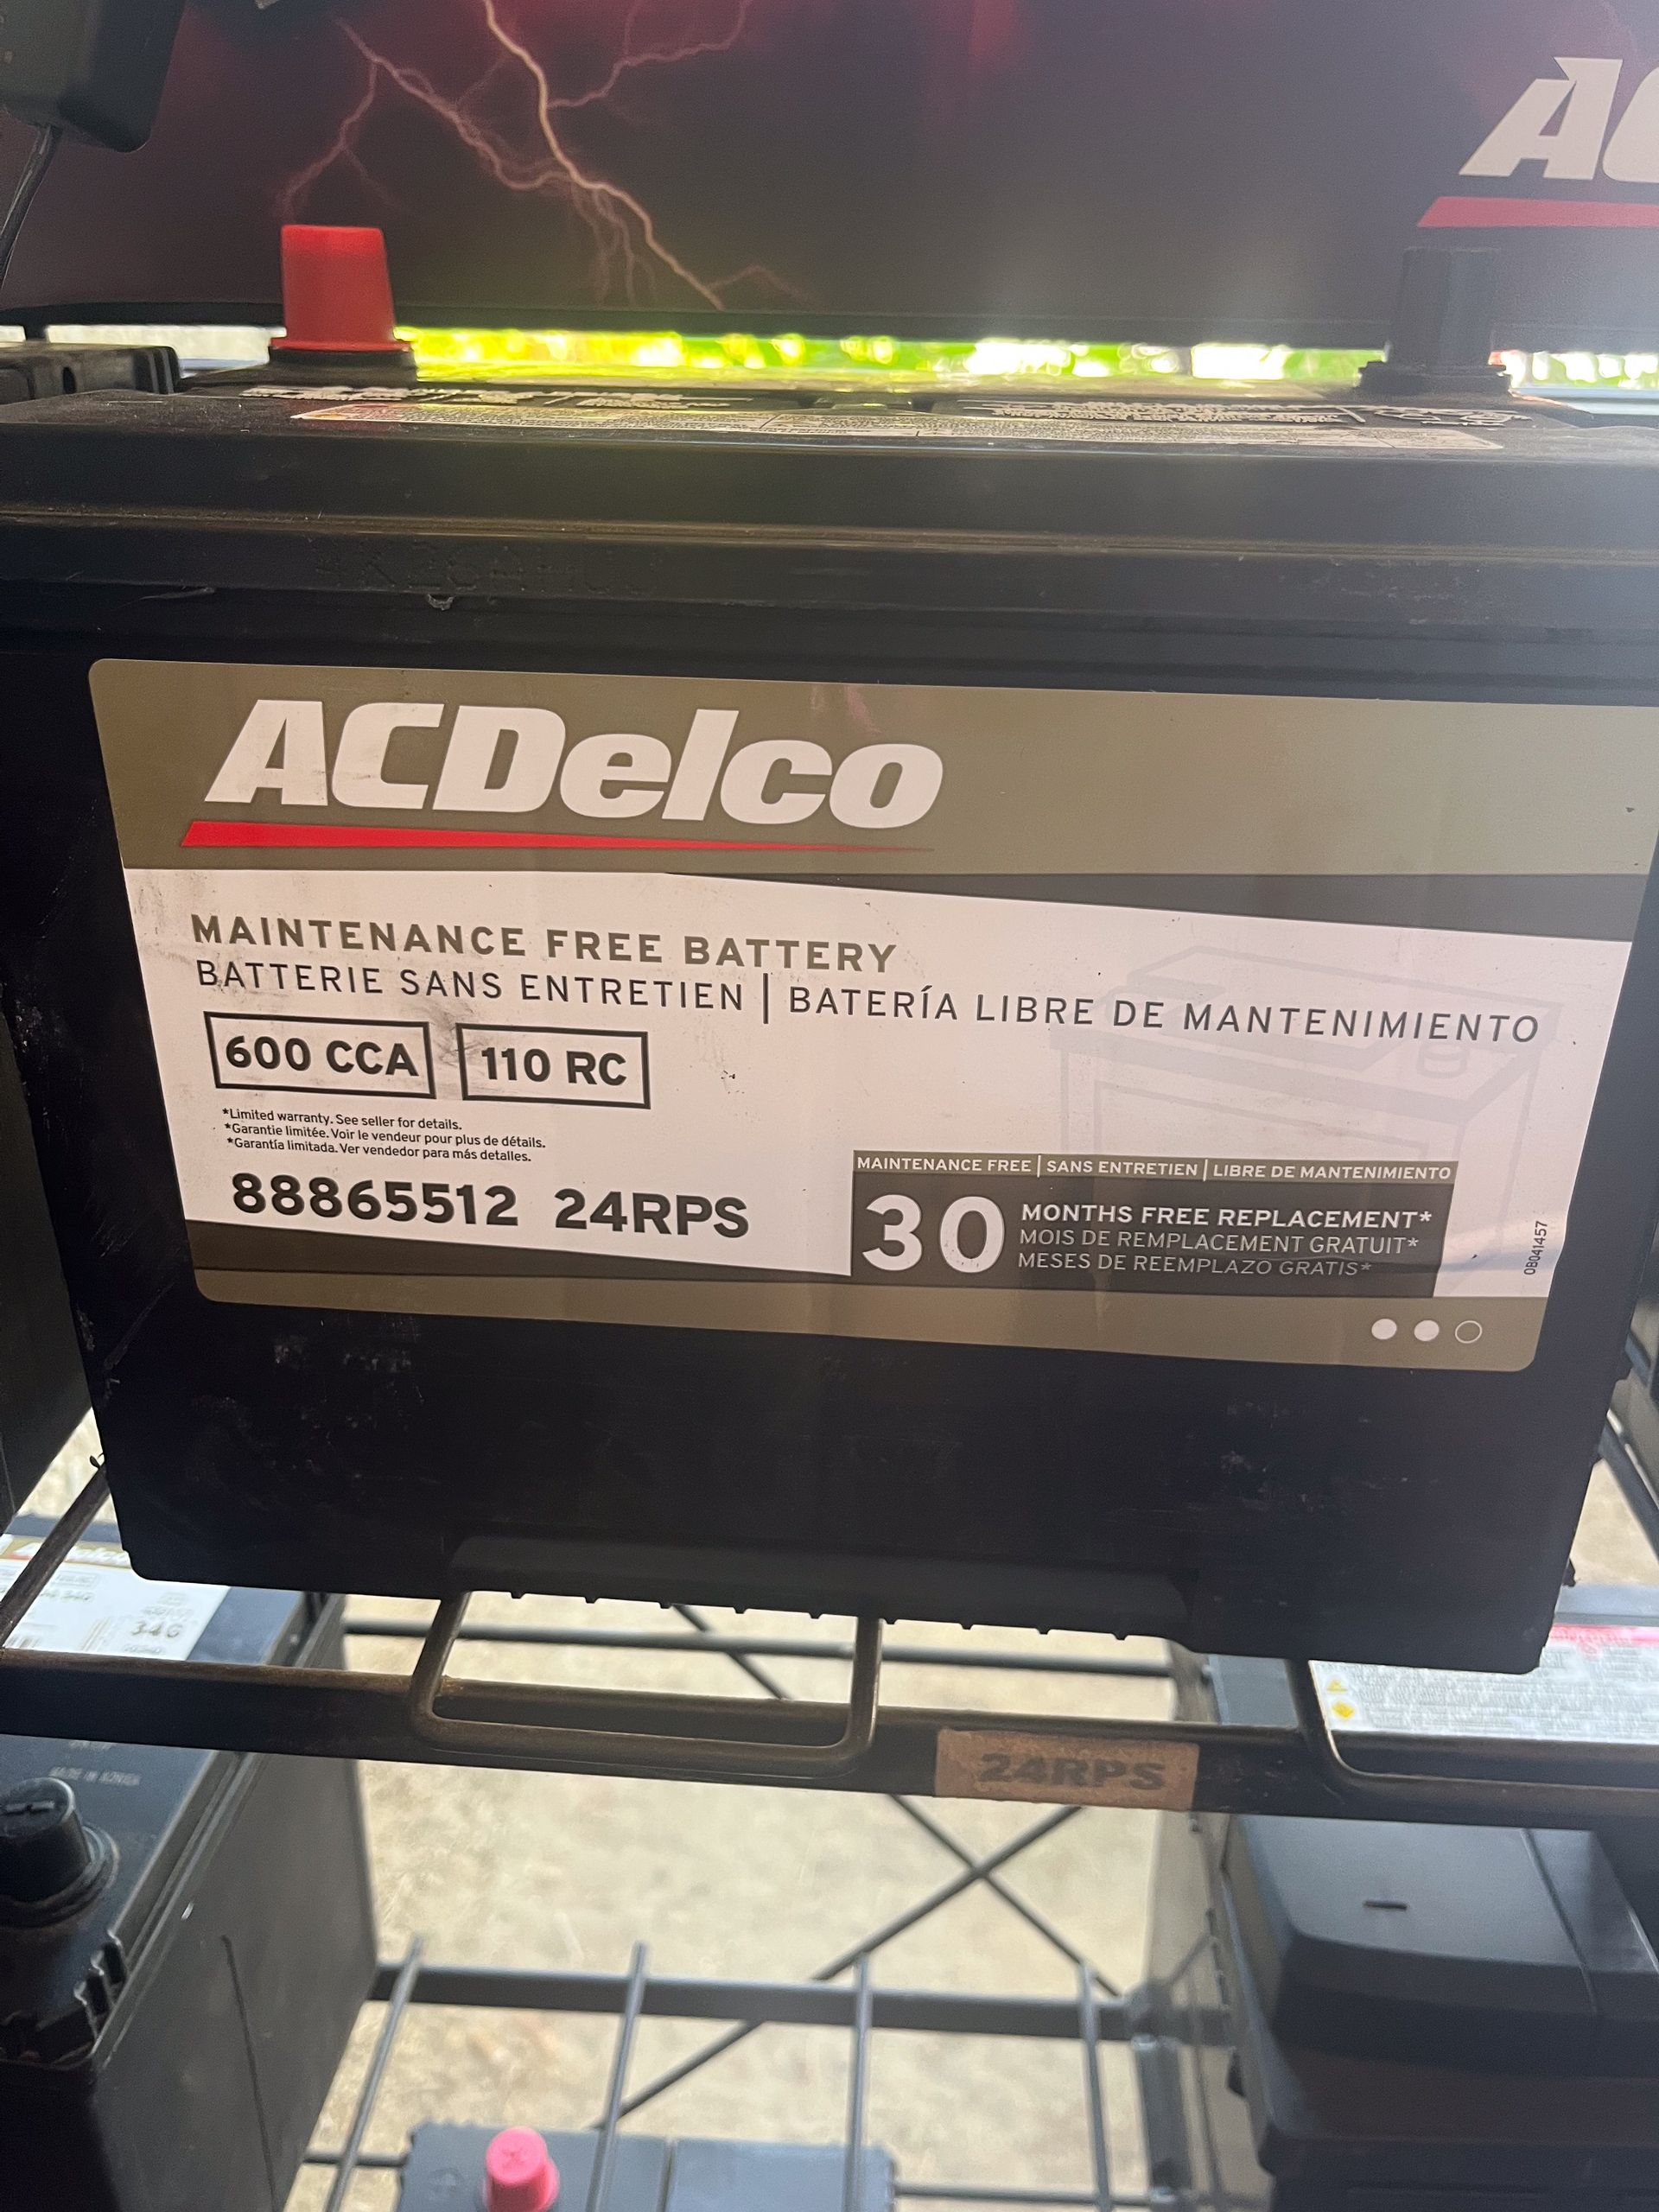 AC
ACDelco
MAINTENANCE FREE BATTERY
BATTERIE SANS ENTRETIEN | BATERÍA LIBRE DE MANTENIMIENTO
600 CCA 110 RC
*Limited warranty. See seller for details.
*Garantie limitée. Voir le vendeur pour plus de détails.
*Garantía limitada. Ver vendedor para más detalles.
88865512 24RPS
MAINTENANCE FREE | SANS ENTRETIEN | LIBRE DE MANTENIMIENTO
30 MONTHS FREE REPLACEMENT*
MOIS DE REMPLACEMENT GRATUIT*
MESES DE REEMPLAZO GRATIS*
0B041457
34G
24RPS